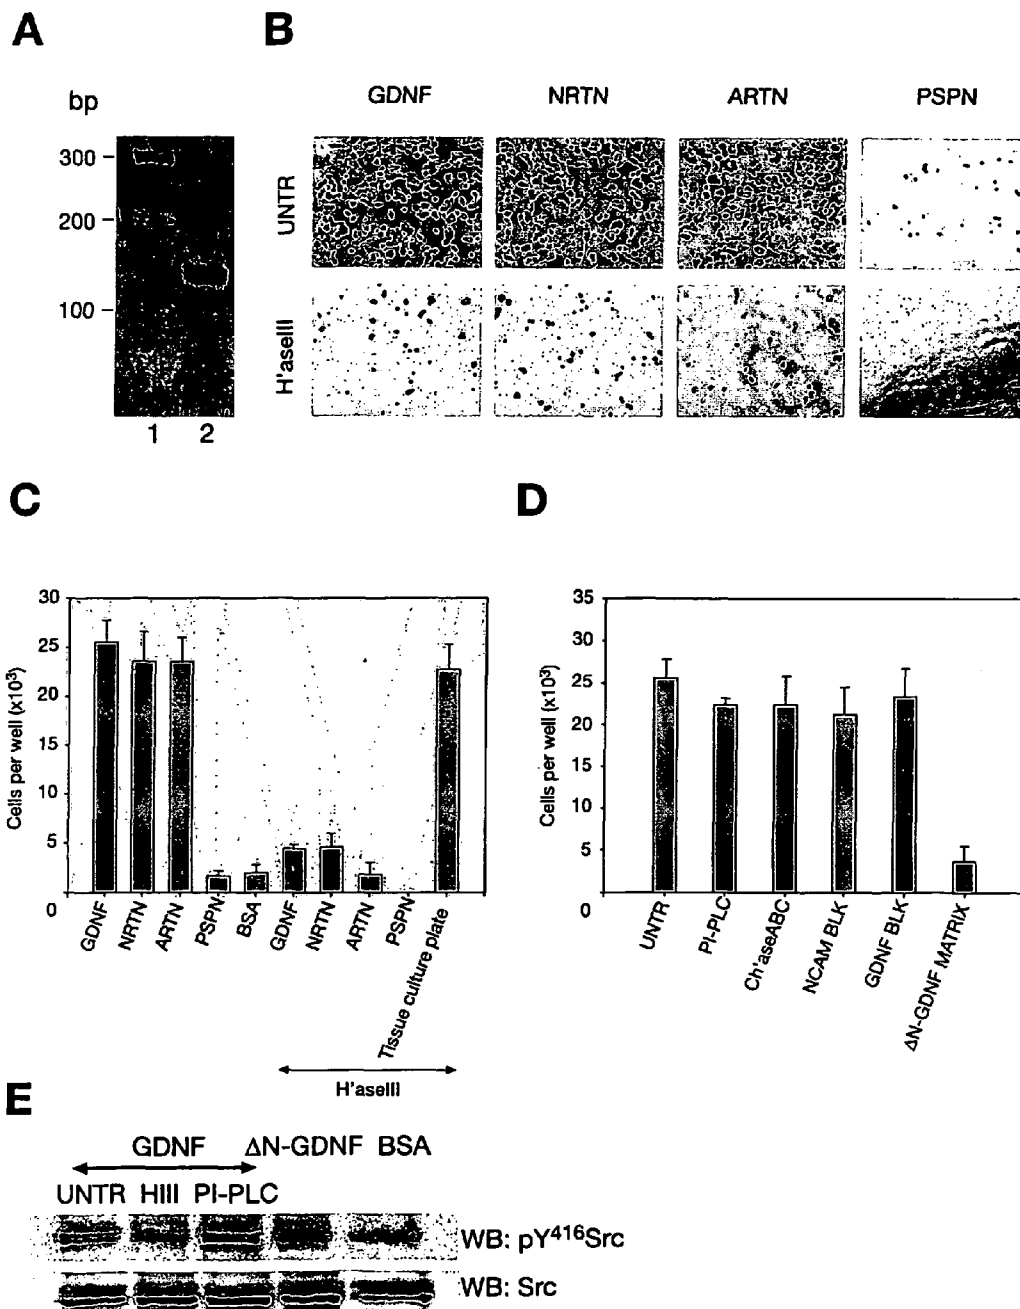 A
B
bp
300
200
100
1 2
GDNF NRTN ARTN PSPN
UNTR
H'aseIII
C
Cells per well (x10³)
30
25
20
15
10
5
0
GDNF
NRTN
ARTN
PSPN
BSA
GDNF
NRTN
ARTN
PSPN
Tissue culture plate
H'aseIII
D
Cells per well (x10³)
35
30
25
20
15
10
5
0
UNTR
PI-PLC
Ch'aseABC
NCAM BLK
GDNF BLK
ΔN-GDNF MATRIX
E
GDNF ΔN-GDNF BSA
UNTR HIII PI-PLC
WB: pY⁴¹⁶Src
WB: Src